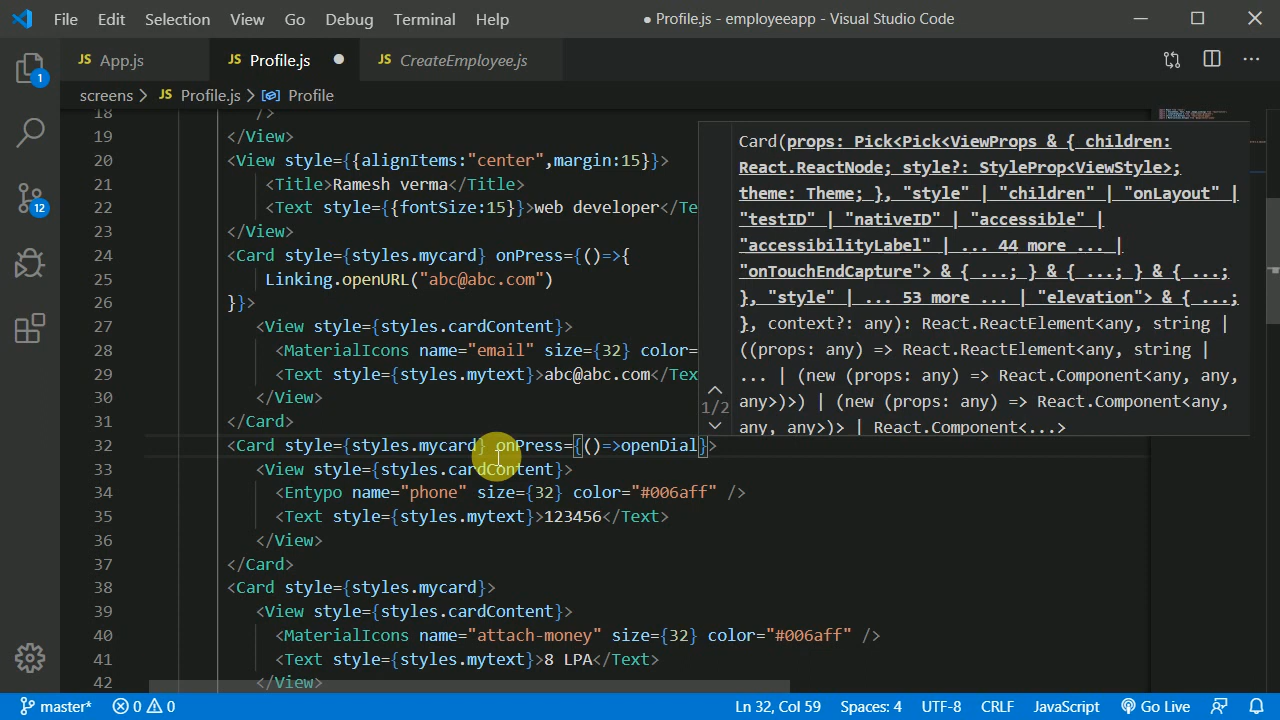 File Edit Selection View Go Debug Terminal Help ● Profile.js - employeeapp - Visual Studio Code
JS App.js JS Profile.js ● JS CreateEmployee.js
1
screens > JS Profile.js > Profile
18 />
19 </View>
20 <View style={{alignItems:"center",margin:15}}>
21 <Title>Ramesh verma</Title>
22 <Text style={{fontSize:15}}>web developer</Te
23 </View>
24 <Card style={styles.mycard} onPress={()=>{
25 Linking.openURL("abc@abc.com")
26 }}>
27 <View style={styles.cardContent}>
28 <MaterialIcons name="email" size={32} color=
29 <Text style={styles.mytext}>abc@abc.com</Tex
30 </View>
31 </Card>
32 <Card style={styles.mycard} onPress={()=>openDial}>
33 <View style={styles.cardContent}>
34 <Entypo name="phone" size={32} color="#006aff" />
35 <Text style={styles.mytext}>123456</Text>
36 </View>
37 </Card>
38 <Card style={styles.mycard}>
39 <View style={styles.cardContent}>
40 <MaterialIcons name="attach-money" size={32} color="#006aff" />
41 <Text style={styles.mytext}>8 LPA</Text>
42 </View>
Card(props: Pick<Pick<ViewProps & { children:
React.ReactNode; style?: StyleProp<ViewStyle>;
theme: Theme; }, "style" | "children" | "onLayout" |
"testID" | "nativeID" | "accessible" |
"accessibilityLabel" | ... 44 more ... |
"onTouchEndCapture"> & { ...; } & { ...; } & { ...;
}, "style" | ... 53 more ... | "elevation"> & { ...;
}, context?: any): React.ReactElement<any, string |
((props: any) => React.ReactElement<any, string |
... | (new (props: any) => React.Component<any, any,
any>)>) | (new (props: any) => React.Component<any,
any, any>)> | React.Component<...>
1/2
12
master* 0 0 Ln 32, Col 59 Spaces: 4 UTF-8 CRLF JavaScript Go Live